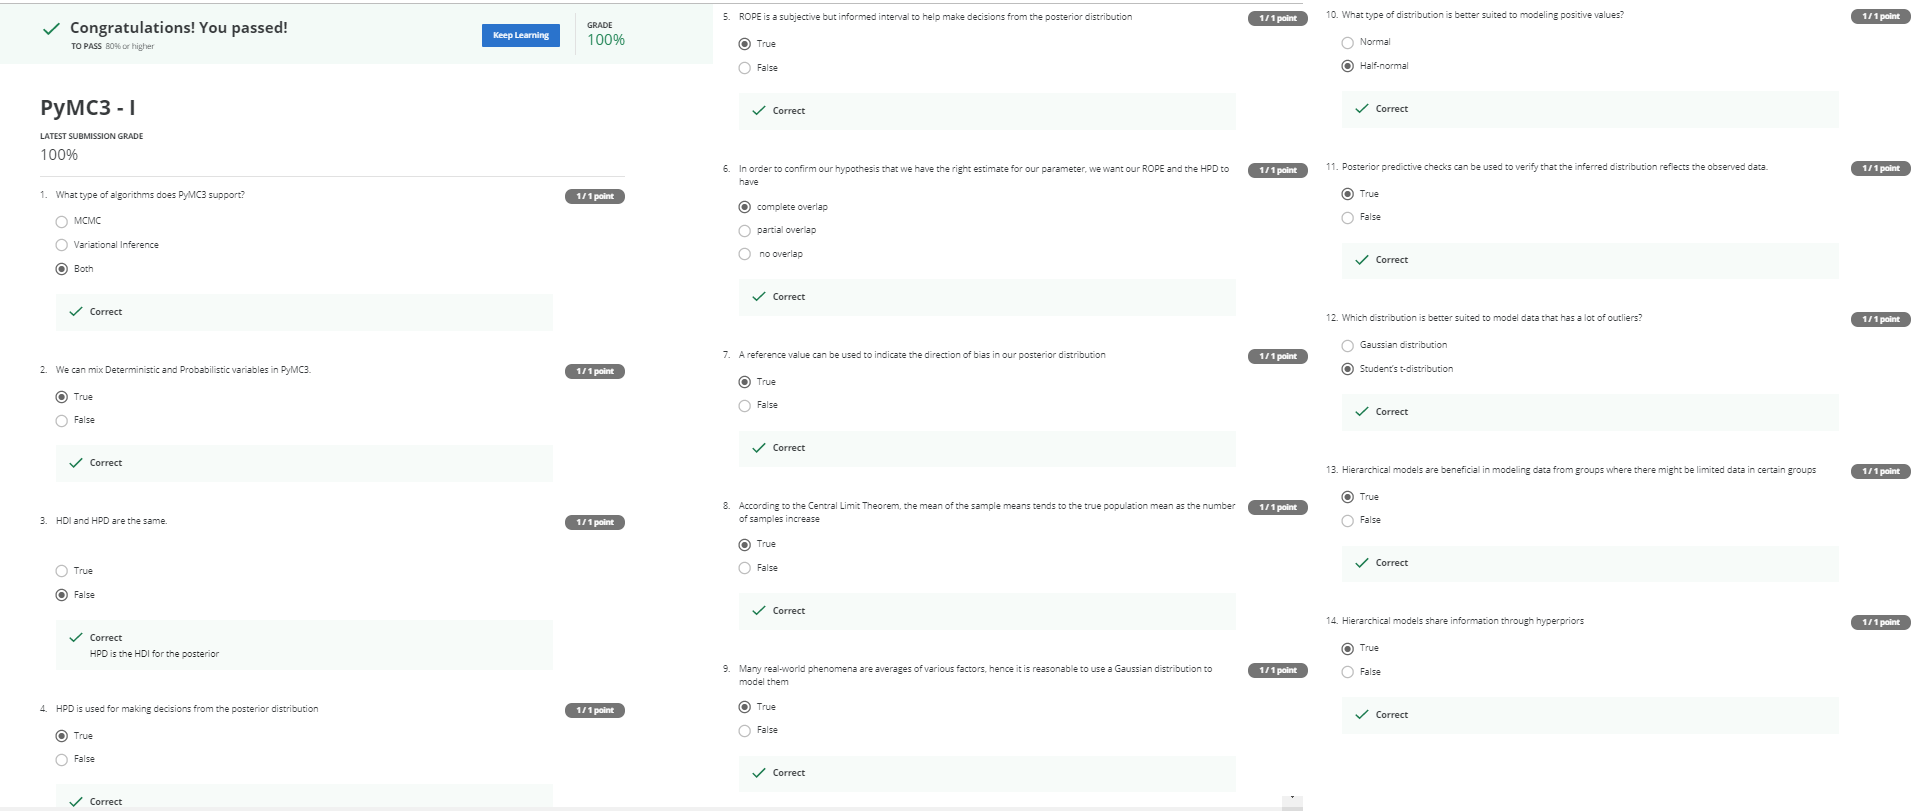 Congratulations! You passed!
TO PASS 80% or higher
Keep Learning
GRADE
100%
PyMC3 - I
LATEST SUBMISSION GRADE
100%
1. What type of algorithms does PyMC3 support?
1 / 1 point
MCMC
Variational Inference
Both
Correct
2. We can mix Deterministic and Probabilistic variables in PyMC3.
1 / 1 point
True
False
Correct
3. HDI and HPD are the same.
1 / 1 point
True
False
Correct
HPD is the HDI for the posterior
4. HPD is used for making decisions from the posterior distribution
1 / 1 point
True
False
Correct
5. ROPE is a subjective but informed interval to help make decisions from the posterior distribution
1 / 1 point
True
False
Correct
6. In order to confirm our hypothesis that we have the right estimate for our parameter, we want our ROPE and the HPD to
have
1 / 1 point
complete overlap
partial overlap
no overlap
Correct
7. A reference value can be used to indicate the direction of bias in our posterior distribution
1 / 1 point
True
False
Correct
8. According to the Central Limit Theorem, the mean of the sample means tends to the true population mean as the number
of samples increase
1 / 1 point
True
False
Correct
9. Many real-world phenomena are averages of various factors, hence it is reasonable to use a Gaussian distribution to
model them
1 / 1 point
True
False
Correct
10. What type of distribution is better suited to modeling positive values?
1 / 1 point
Normal
Half-normal
Correct
11. Posterior predictive checks can be used to verify that the inferred distribution reflects the observed data.
1 / 1 point
True
False
Correct
12. Which distribution is better suited to model data that has a lot of outliers?
1 / 1 point
Gaussian distribution
Student's t-distribution
Correct
13. Hierarchical models are beneficial in modeling data from groups where there might be limited data in certain groups
1 / 1 point
True
False
Correct
14. Hierarchical models share information through hyperpriors
1 / 1 point
True
False
Correct